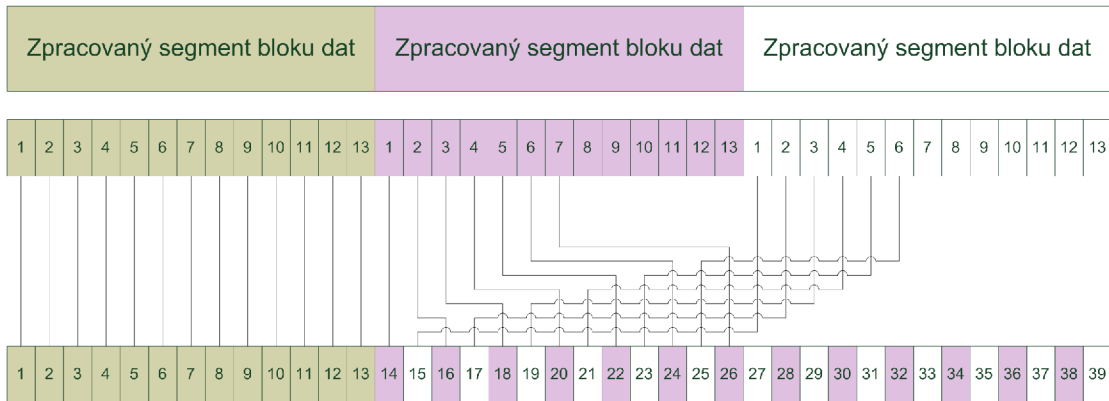 Zpracovaný segment bloku dat Zpracovaný segment bloku dat Zpracovaný segment bloku dat
1 2 3 4 5 6 7 8 9 10 11 12 13 1 2 3 4 5 6 7 8 9 10 11 12 13 1 2 3 4 5 6 7 8 9 10 11 12 13
1 2 3 4 5 6 7 8 9 10 11 12 13 14 15 16 17 18 19 20 21 22 23 24 25 26 27 28 29 30 31 32 33 34 35 36 37 38 39